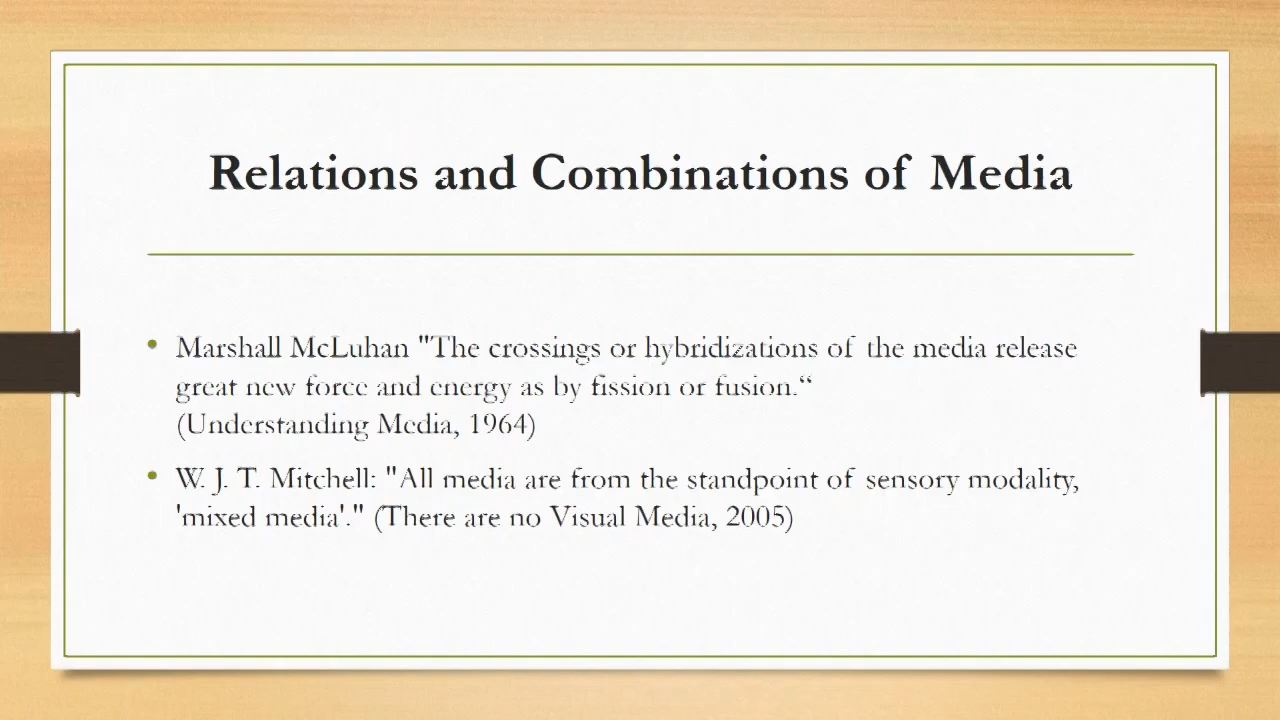 Relations and Combinations of Media
• Marshall McLuhan "The crossings or hybridizations of the media release
great new force and energy as by fission or fusion.“
(Understanding Media, 1964)
• W. J. T. Mitchell: "All media are from the standpoint of sensory modality,
'mixed media'." (There are no Visual Media, 2005)